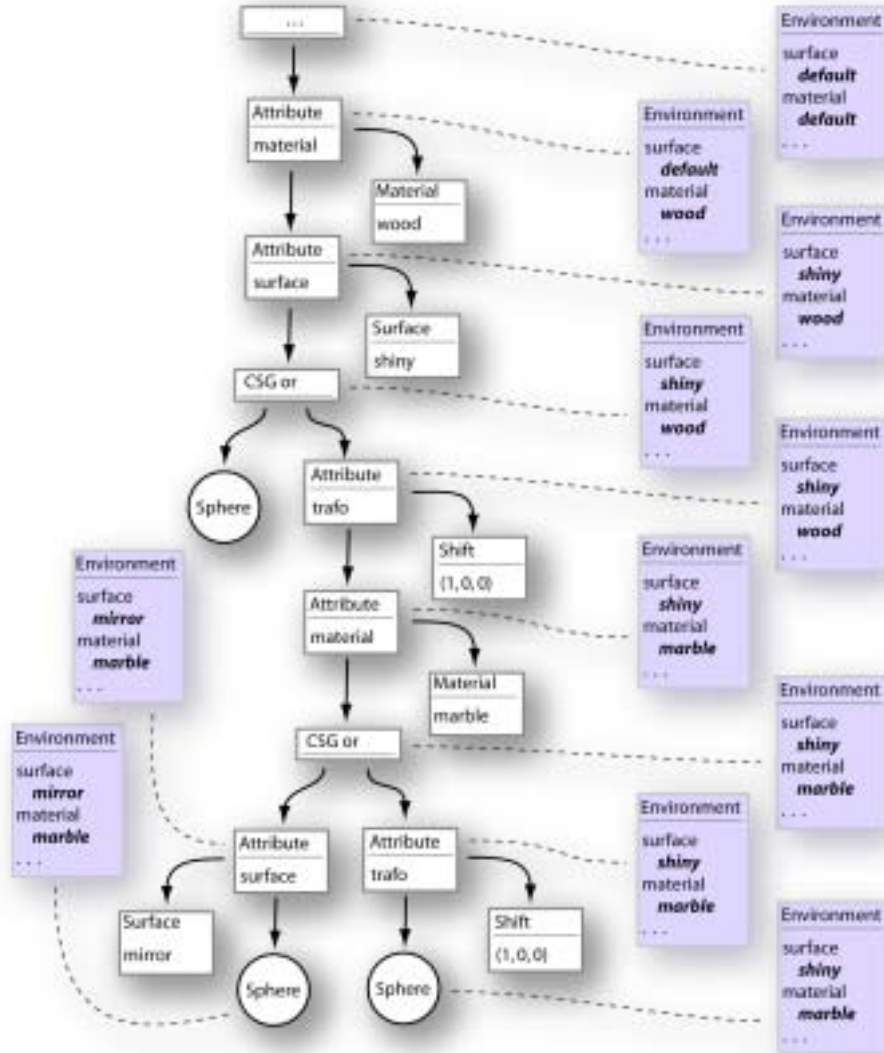 ...
Environment
surface
default
material
default
...
Attribute
material
Environment
surface
default
material
wood
...
Material
wood
Attribute
surface
Environment
surface
shiny
material
wood
...
Surface
shiny
Environment
surface
shiny
material
wood
...
CSG or
Sphere
Attribute
trafo
Environment
surface
shiny
material
wood
...
Shift
(1, 0, 0)
Environment
surface
mirror
material
marble
...
Attribute
material
Environment
surface
shiny
material
marble
...
Material
marble
CSG or
Environment
surface
shiny
material
marble
...
Environment
surface
mirror
material
marble
...
Attribute
surface
Attribute
trafo
Environment
surface
shiny
material
marble
...
Surface
mirror
Shift
(1, 0, 0)
Sphere
Sphere
Environment
surface
shiny
material
marble
...